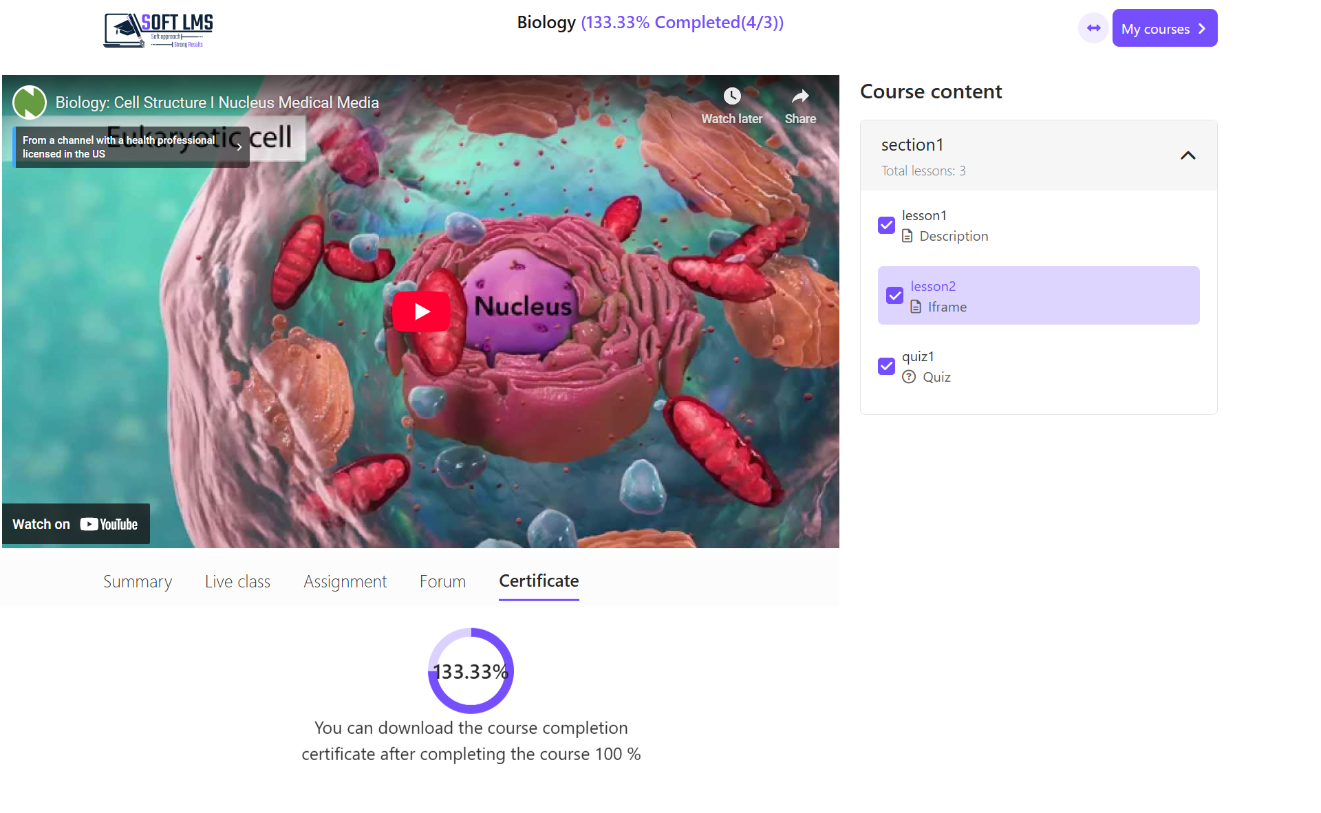 SOFT LMS
Soft approach
Strong Results
Biology (133.33% Completed(4/3))
My courses
Biology: Cell Structure I Nucleus Medical Media
Watch later
Share
Eukaryotic cell
From a channel with a health professional
licensed in the US
Nucleus
Watch on YouTube
Course content
section1
Total lessons: 3
lesson1
Description
lesson2
Iframe
quiz1
Quiz
Summary
Live class
Assignment
Forum
Certificate
133.33%
You can download the course completion
certificate after completing the course 100 %